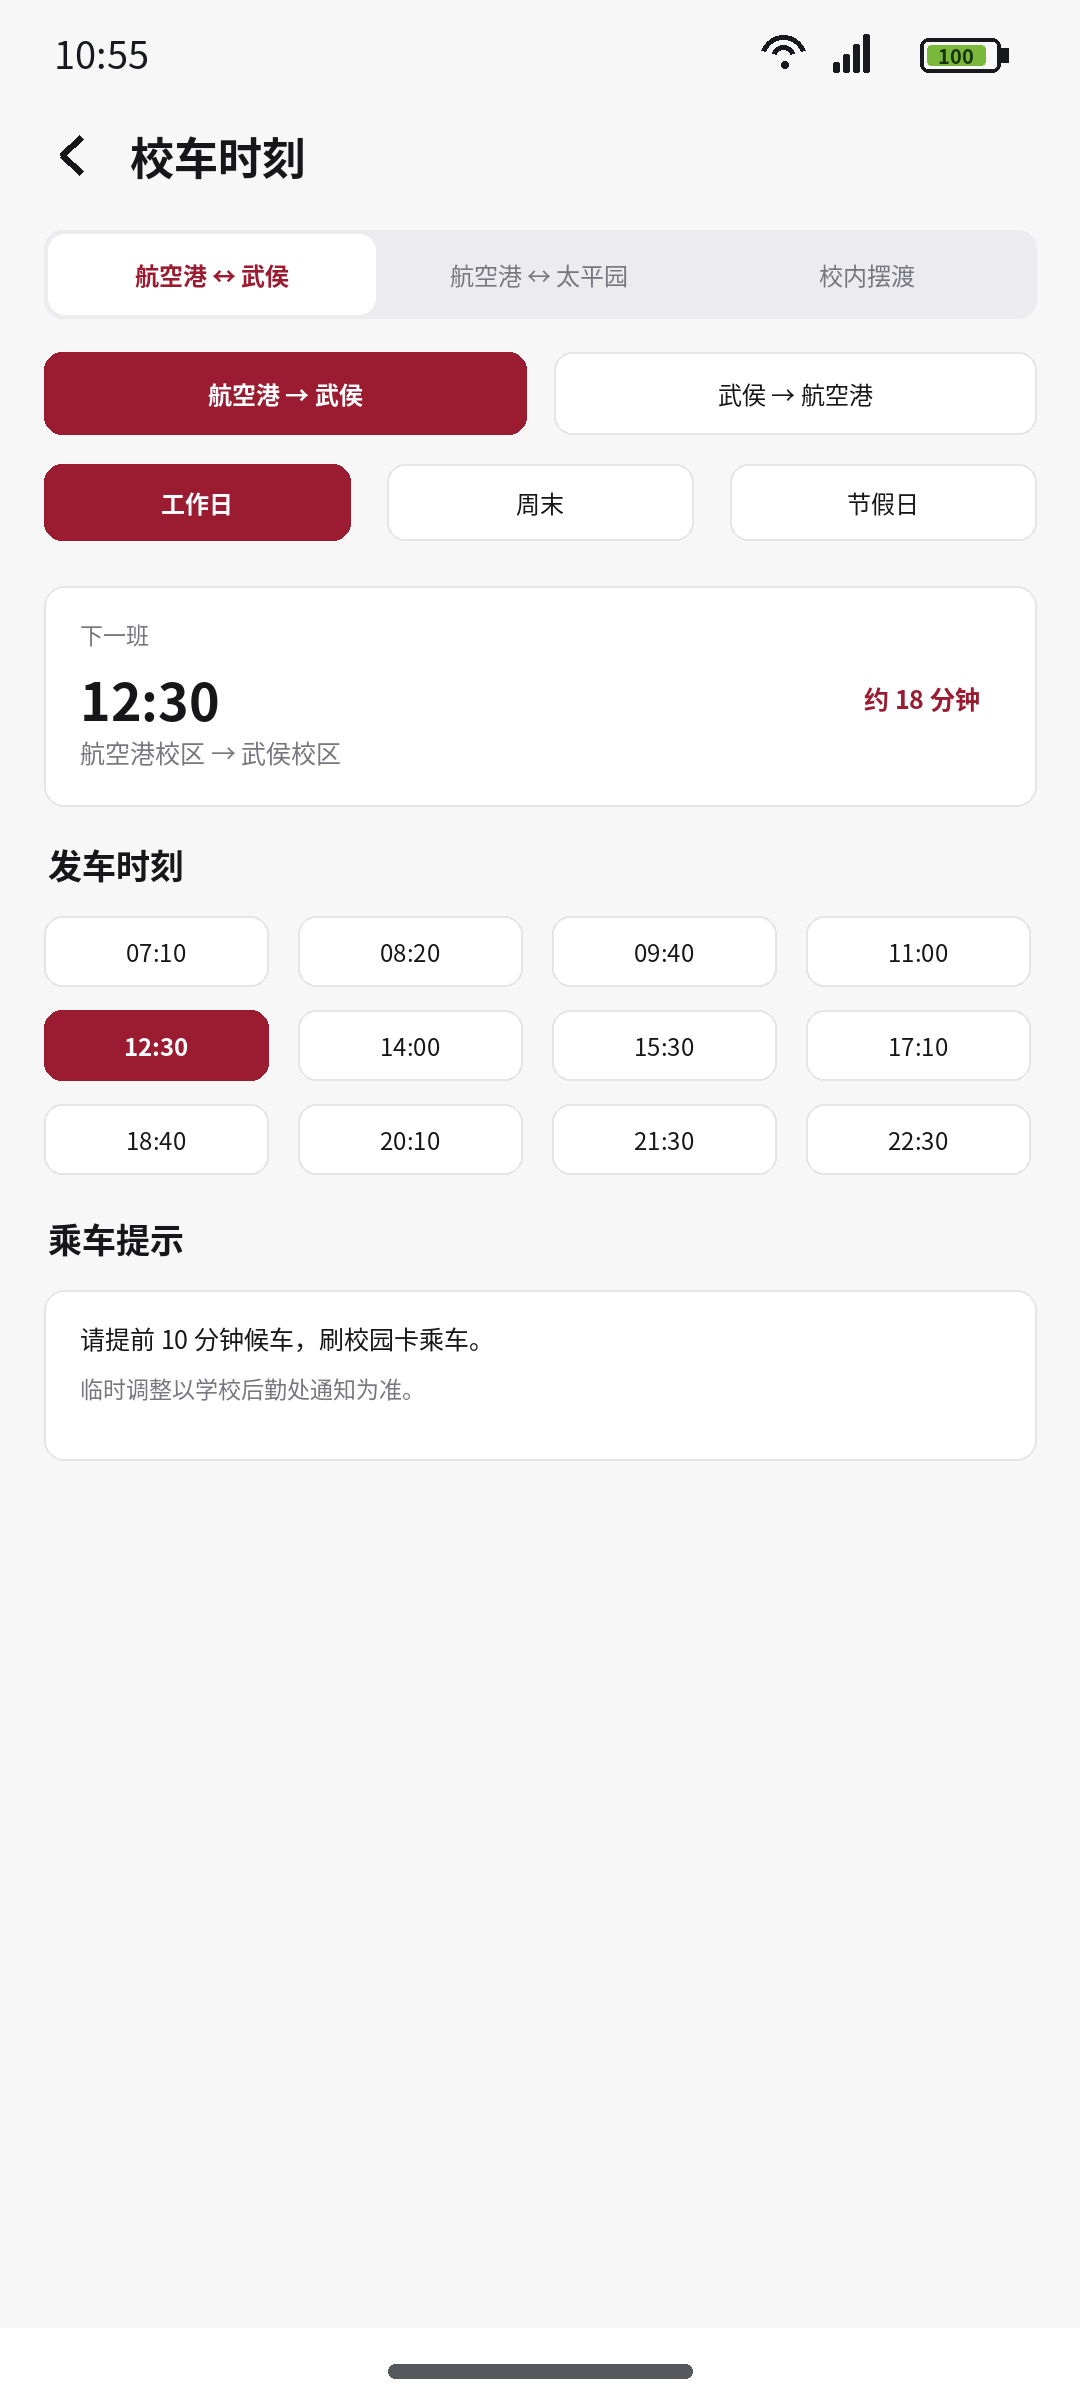 10:55
100
校车时刻
航空港 ↔ 武侯
航空港 ↔ 太平园
校内摆渡
航空港 → 武侯
武侯 → 航空港
工作日
周末
节假日
下一班
12:30
约 18 分钟
航空港校区 → 武侯校区
发车时刻
07:10
08:20
09:40
11:00
12:30
14:00
15:30
17:10
18:40
20:10
21:30
22:30
乘车提示
请提前 10 分钟候车，刷校园卡乘车。
临时调整以学校后勤处通知为准。